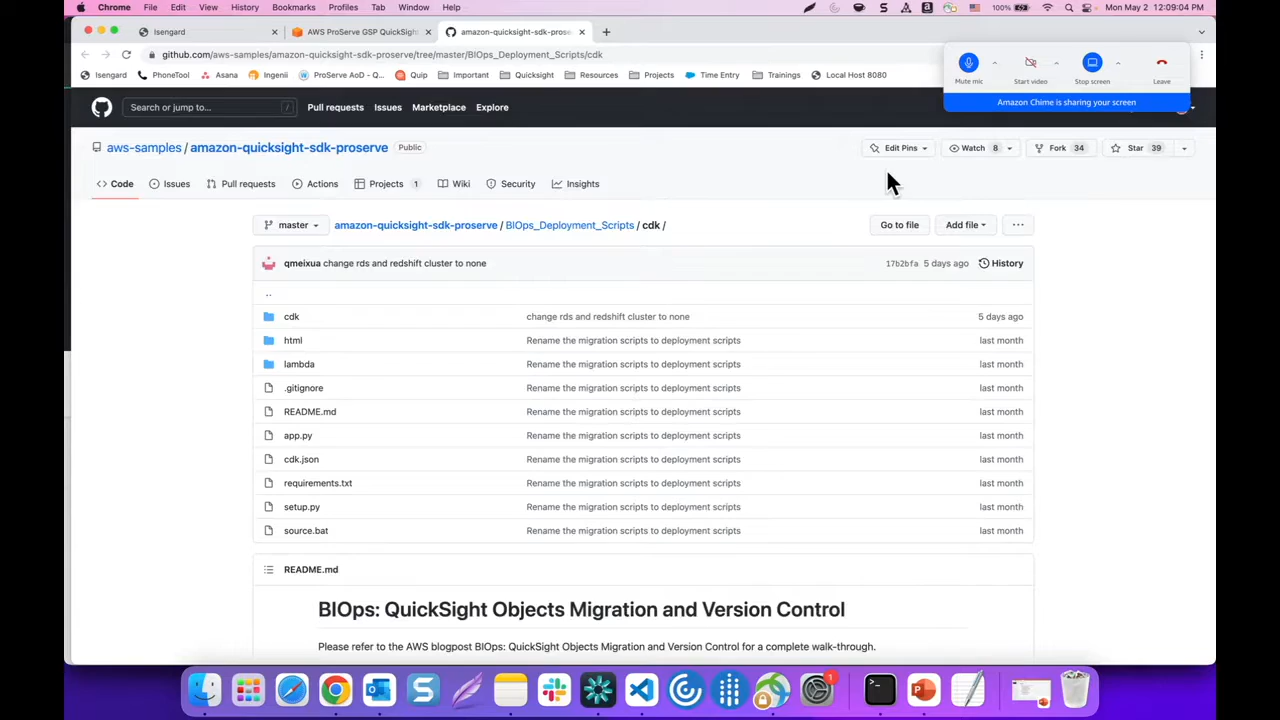 Chrome File Edit View History Bookmarks Profiles Tab Window Help 100% Mon May 2 12:09:04 PM
Isengard
AWS ProServe GSP QuickSigh
amazon-quicksight-sdk-prose
github.com/aws-samples/amazon-quicksight-sdk-proserve/tree/master/BIOps_Deployment_Scripts/cdk
Isengard PhoneTool Asana Ingenii ProServe AoD - Q... Quip Important Quicksight Resources Projects Time Entry Trainings Local Host 8080
Mute mic Start video Stop screen Leave
Amazon Chime is sharing your screen
Search or jump to... / Pull requests Issues Marketplace Explore
aws-samples / amazon-quicksight-sdk-proserve Public
Edit Pins Watch 8 Fork 34 Star 39
Code Issues Pull requests Actions Projects 1 Wiki Security Insights
master amazon-quicksight-sdk-proserve / BIOps_Deployment_Scripts / cdk / Go to file Add file ...
qmeixua change rds and redshift cluster to none 17b2bfa 5 days ago History
..
cdk change rds and redshift cluster to none 5 days ago
html Rename the migration scripts to deployment scripts last month
lambda Rename the migration scripts to deployment scripts last month
.gitignore Rename the migration scripts to deployment scripts last month
README.md Rename the migration scripts to deployment scripts last month
app.py Rename the migration scripts to deployment scripts last month
cdk.json Rename the migration scripts to deployment scripts last month
requirements.txt Rename the migration scripts to deployment scripts last month
setup.py Rename the migration scripts to deployment scripts last month
source.bat Rename the migration scripts to deployment scripts last month
README.md
BIOps: QuickSight Objects Migration and Version Control
Please refer to the AWS blogpost BIOps: QuickSight Objects Migration and Version Control for a complete walk-through.
1